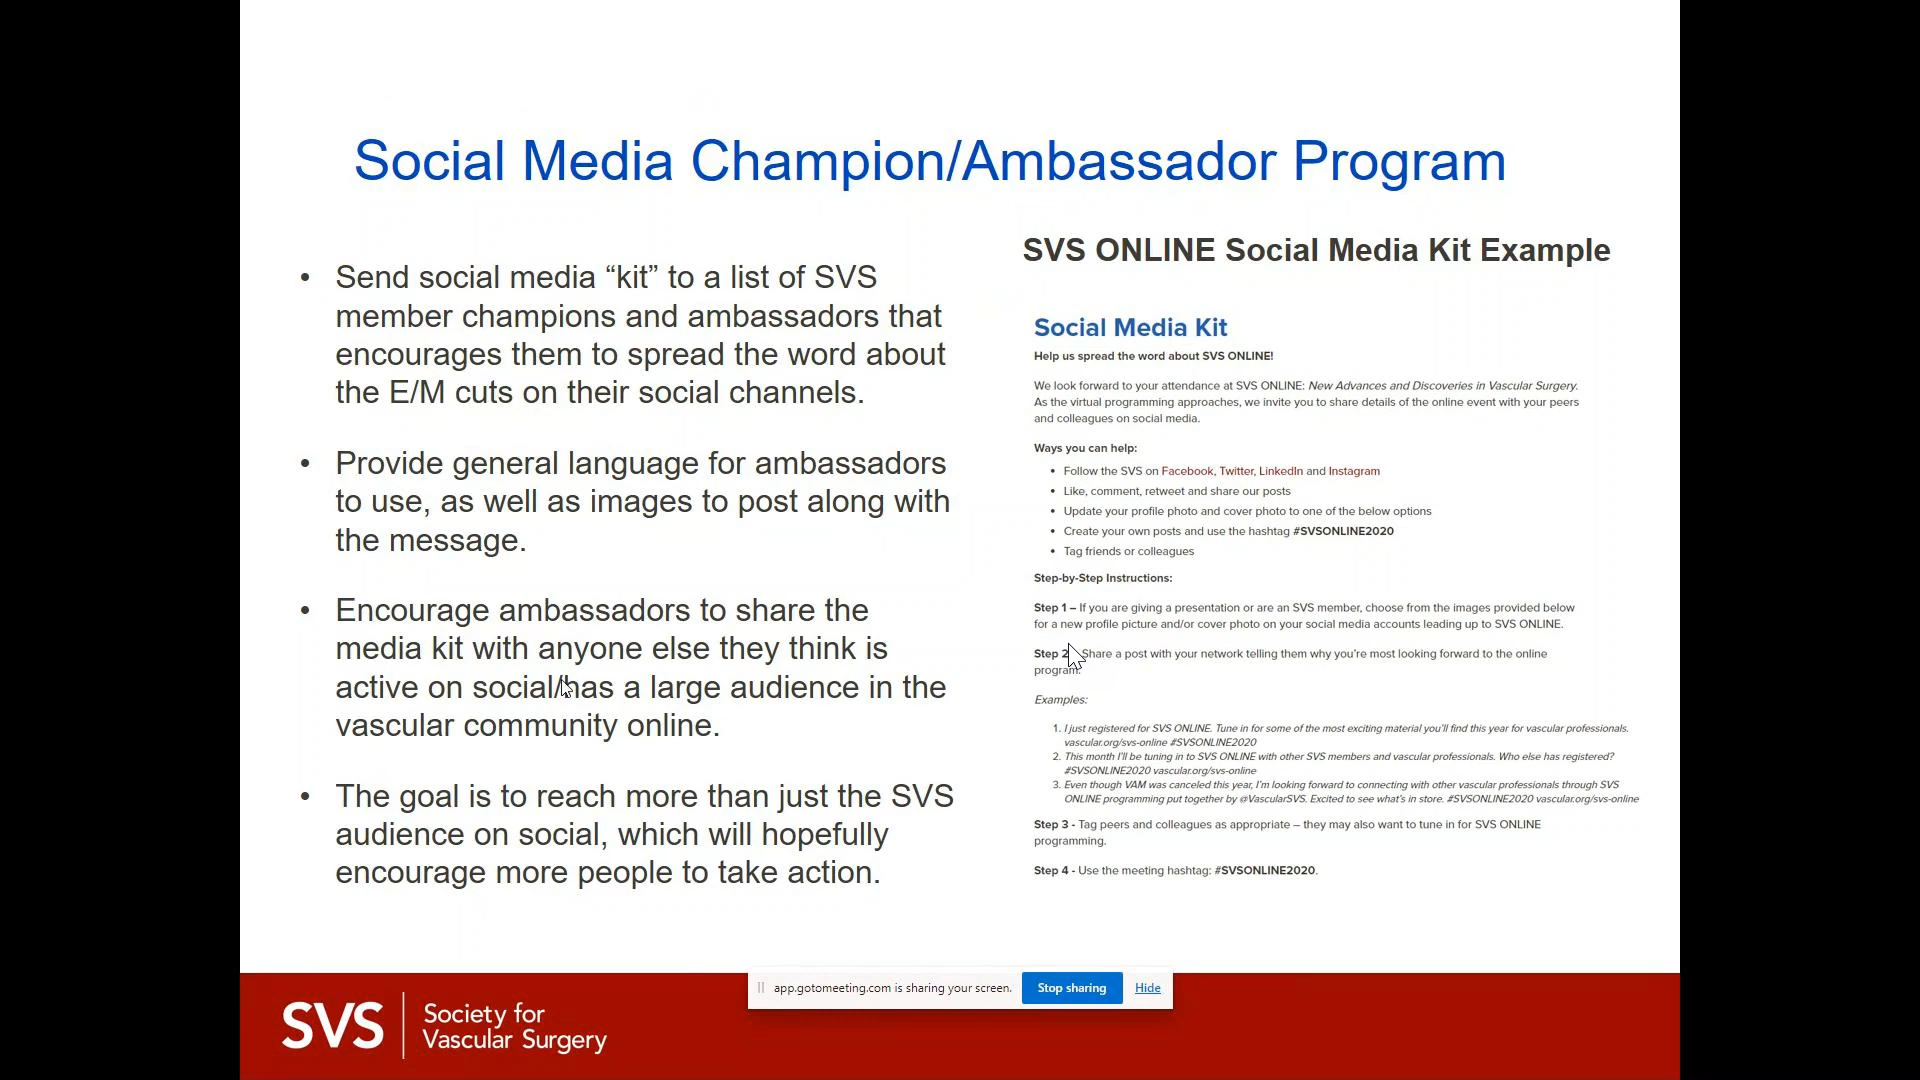 Social Media Champion/Ambassador Program
• Send social media “kit” to a list of SVS
member champions and ambassadors that
encourages them to spread the word about
the E/M cuts on their social channels.
• Provide general language for ambassadors
to use, as well as images to post along with
the message.
• Encourage ambassadors to share the
media kit with anyone else they think is
active on social/has a large audience in the
vascular community online.
• The goal is to reach more than just the SVS
audience on social, which will hopefully
encourage more people to take action.
SVS ONLINE Social Media Kit Example
Social Media Kit
Help us spread the word about SVS ONLINE!
We look forward to your attendance at SVS ONLINE: New Advances and Discoveries in Vascular Surgery.
As the virtual programming approaches, we invite you to share details of the online event with your peers
and colleagues on social media.
Ways you can help:
• Follow the SVS on Facebook, Twitter, LinkedIn and Instagram
• Like, comment, retweet and share our posts
• Update your profile photo and cover photo to one of the below options
• Create your own posts and use the hashtag #SVSONLINE2020
• Tag friends or colleagues
Step-by-Step Instructions:
Step 1 – If you are giving a presentation or are an SVS member, choose from the images provided below
for a new profile picture and/or cover photo on your social media accounts leading up to SVS ONLINE.
Step 2 Share a post with your network telling them why you’re most looking forward to the online
program.
Examples:
1. I just registered for SVS ONLINE. Tune in for some of the most exciting material you’ll find this year for vascular professionals.
vascular.org/svs-online #SVSONLINE2020
2. This month I’ll be tuning in to SVS ONLINE with other SVS members and vascular professionals. Who else has registered?
#SVSONLINE2020 vascular.org/svs-online
3. Even though VAM was canceled this year, I’m looking forward to connecting with other vascular professionals through SVS
ONLINE programming put together by @VascularSVS. Excited to see what’s in store. #SVSONLINE2020 vascular.org/svs-online
Step 3 - Tag peers and colleagues as appropriate – they may also want to tune in for SVS ONLINE
programming.
Step 4 - Use the meeting hashtag: #SVSONLINE2020.
app.gotomeeting.com is sharing your screen. Stop sharing Hide
SVS
Society for
Vascular Surgery